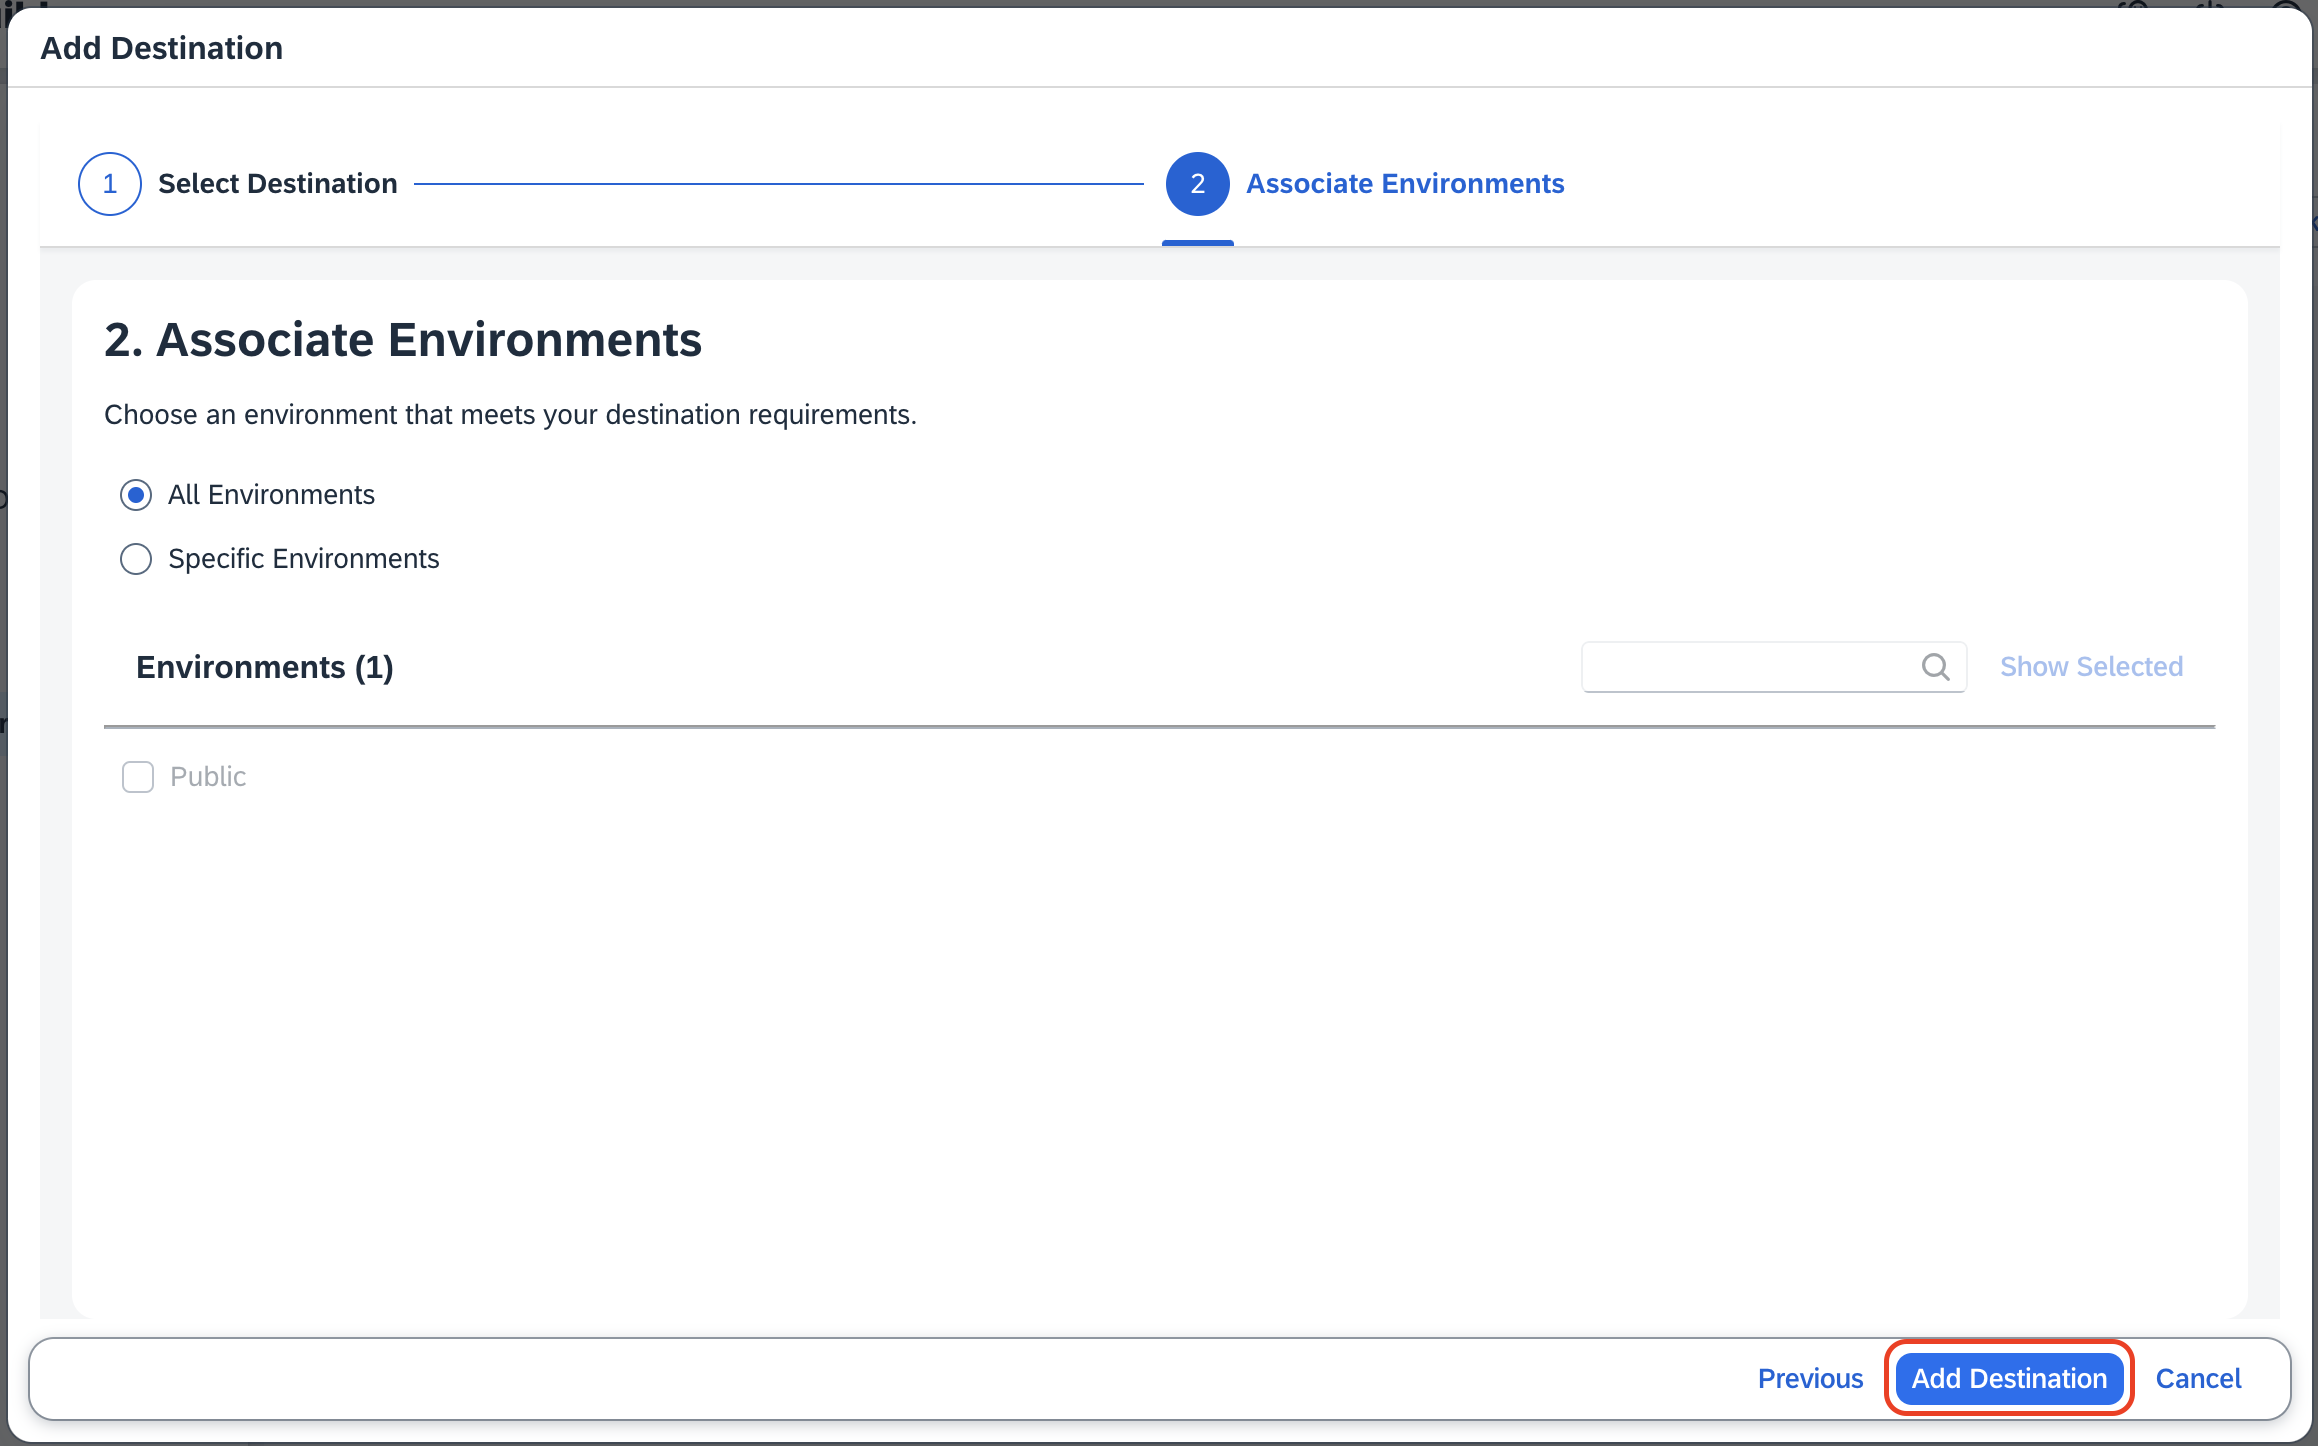 Add Destination
1 Select Destination
2 Associate Environments
2. Associate Environments
Choose an environment that meets your destination requirements.
All Environments
Specific Environments
Environments (1)
Show Selected
Public
Previous
Add Destination
Cancel